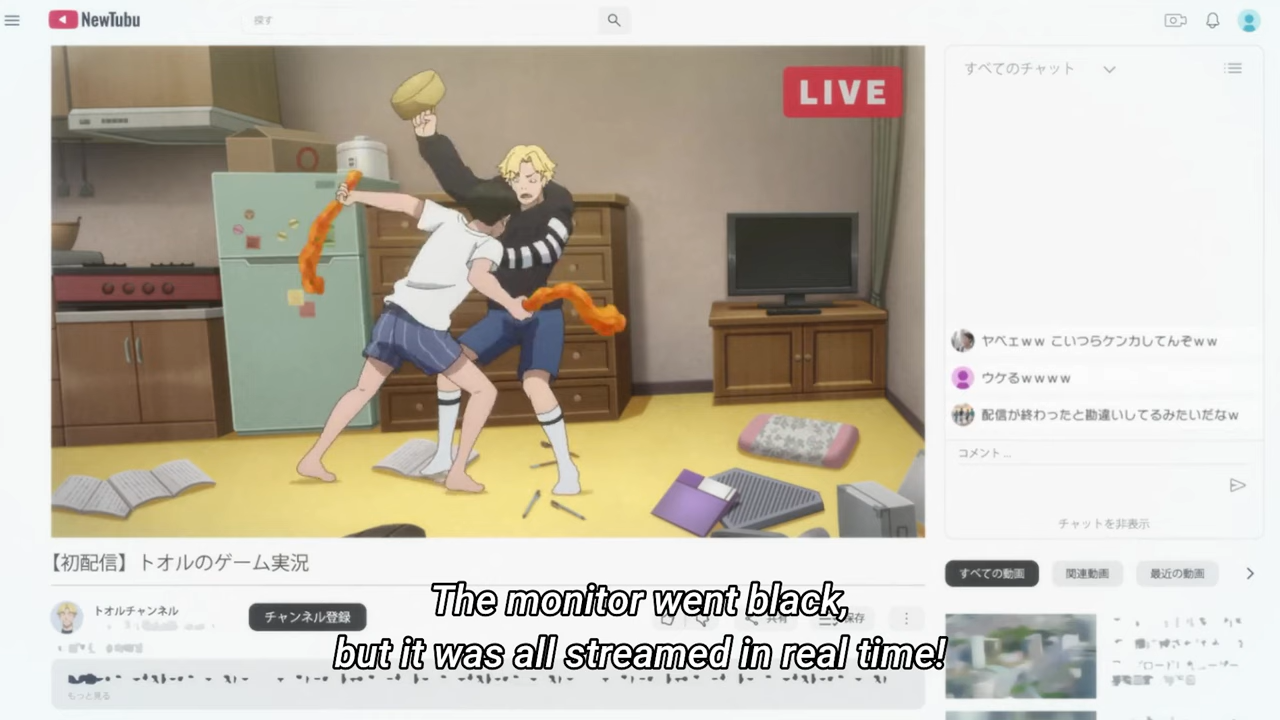 NewTubu
探す
LIVE
すべてのチャット
ヤベェｗｗ こいつらケンカしてんぞｗｗ
ウケるｗｗｗｗ
配信が終わったと勘違いしてるみたいだなｗ
コメント...
チャットを非表示
【初配信】トオルのゲーム実況
トオルチャンネル
チャンネル登録
共有
保存
もっと見る
すべての動画
関連動画
最近の動画
The monitor went black,
but it was all streamed in real time!